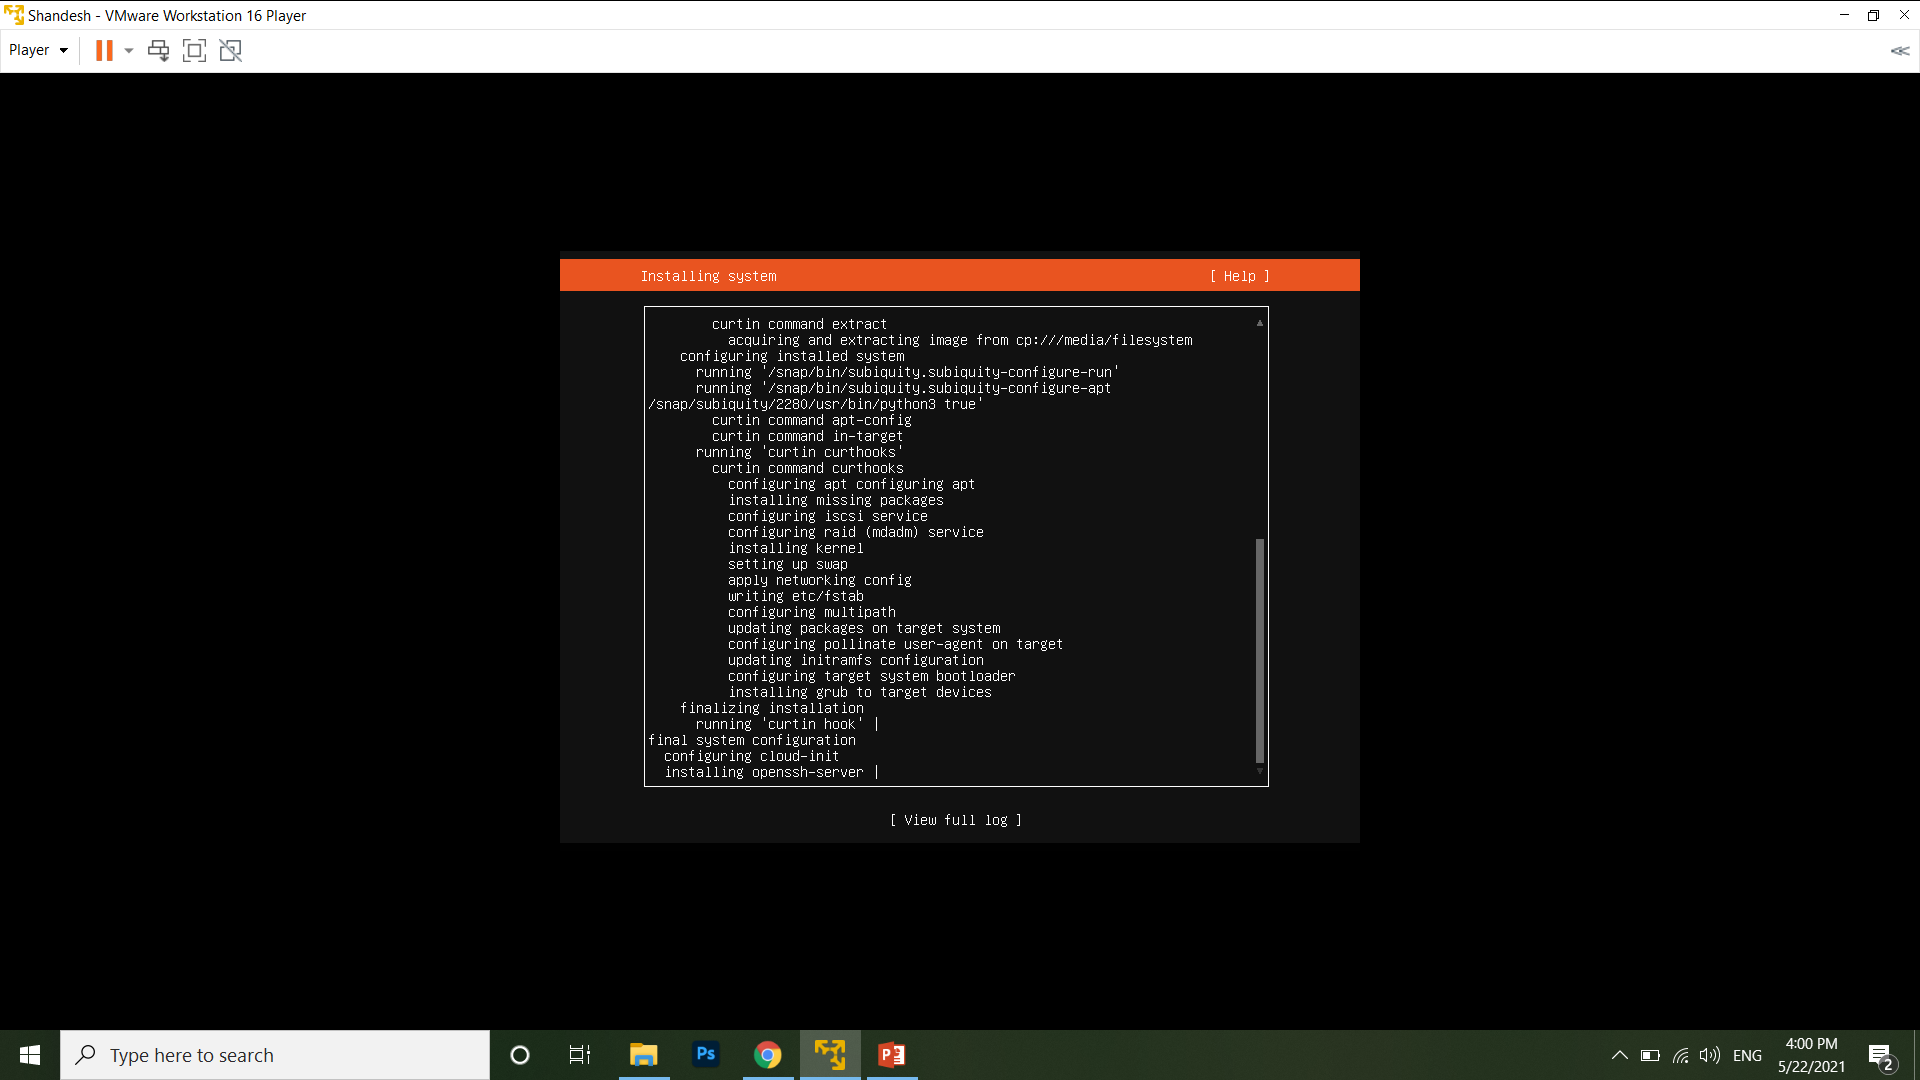 Shandesh - VMware Workstation 16 Player
Player
Installing system [ Help ]
curtin command extract
acquiring and extracting image from cp:///media/filesystem
configuring installed system
running '/snap/bin/subiquity.subiquity-configure-run'
running '/snap/bin/subiquity.subiquity-configure-apt
/snap/subiquity/2280/usr/bin/python3 true'
curtin command apt-config
curtin command in-target
running 'curtin curthooks'
curtin command curthooks
configuring apt configuring apt
installing missing packages
configuring iscsi service
configuring raid (mdadm) service
installing kernel
setting up swap
apply networking config
writing etc/fstab
configuring multipath
updating packages on target system
configuring pollinate user-agent on target
updating initramfs configuration
configuring target system bootloader
installing grub to target devices
finalizing installation
running 'curtin hook' |
final system configuration
configuring cloud-init
installing openssh-server |
[ View full log ]
Type here to search
Ps
P
ENG
4:00 PM
5/22/2021
2